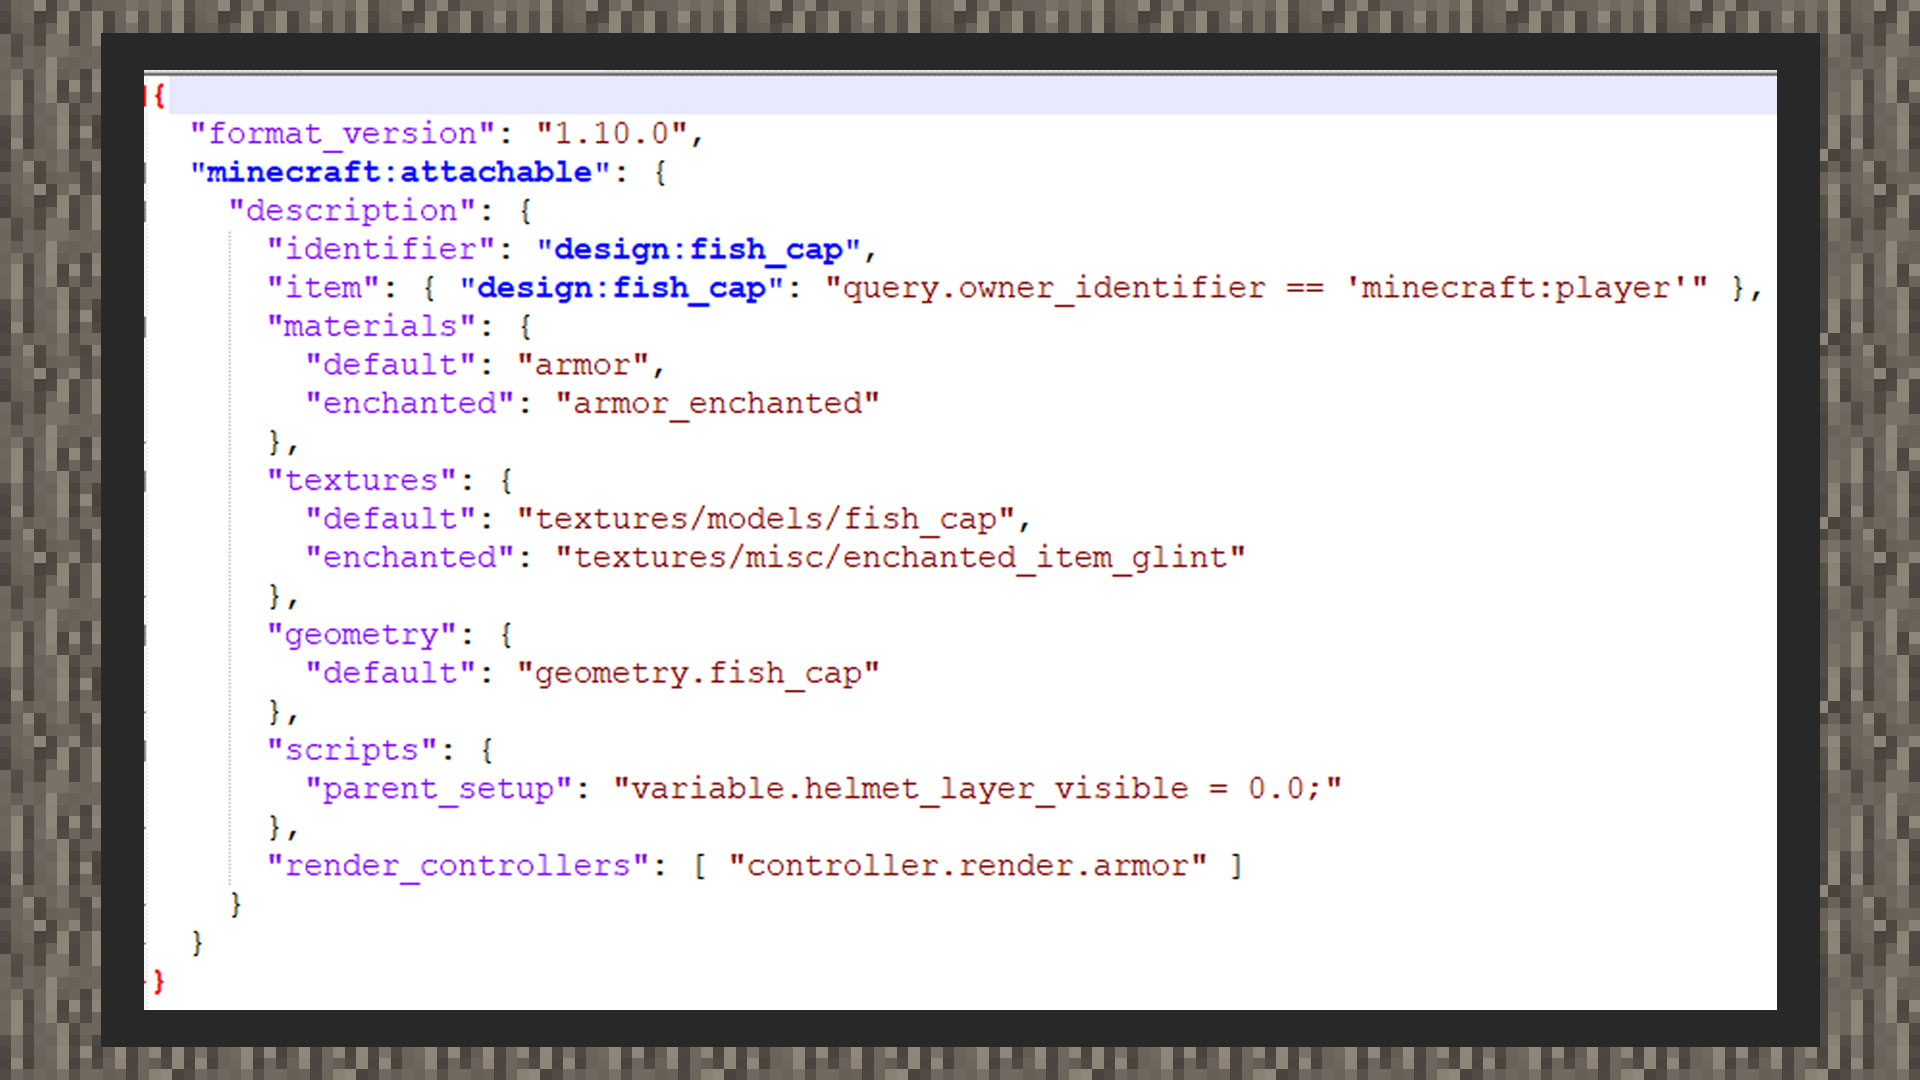 {
  "format_version": "1.10.0",
  "minecraft:attachable": {
    "description": {
      "identifier": "design:fish_cap",
      "item": { "design:fish_cap": "query.owner_identifier == 'minecraft:player'" },
      "materials": {
        "default": "armor",
        "enchanted": "armor_enchanted"
      },
      "textures": {
        "default": "textures/models/fish_cap",
        "enchanted": "textures/misc/enchanted_item_glint"
      },
      "geometry": {
        "default": "geometry.fish_cap"
      },
      "scripts": {
        "parent_setup": "variable.helmet_layer_visible = 0.0;"
      },
      "render_controllers": [ "controller.render.armor" ]
    }
  }
}